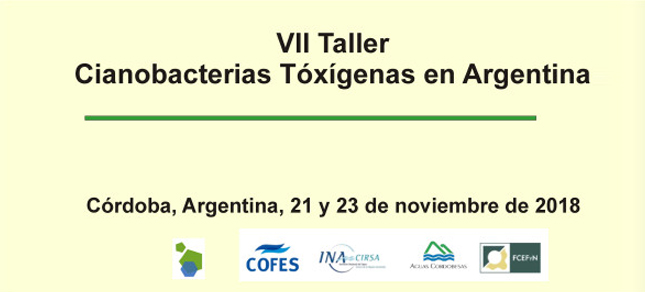 VII Taller
Cianobacterias Tóxígenas en Argentina
Córdoba, Argentina, 21 y 23 de noviembre de 2018
COFES
INA CIRSA
AGUAS CORDOBESAS
FCEFyN